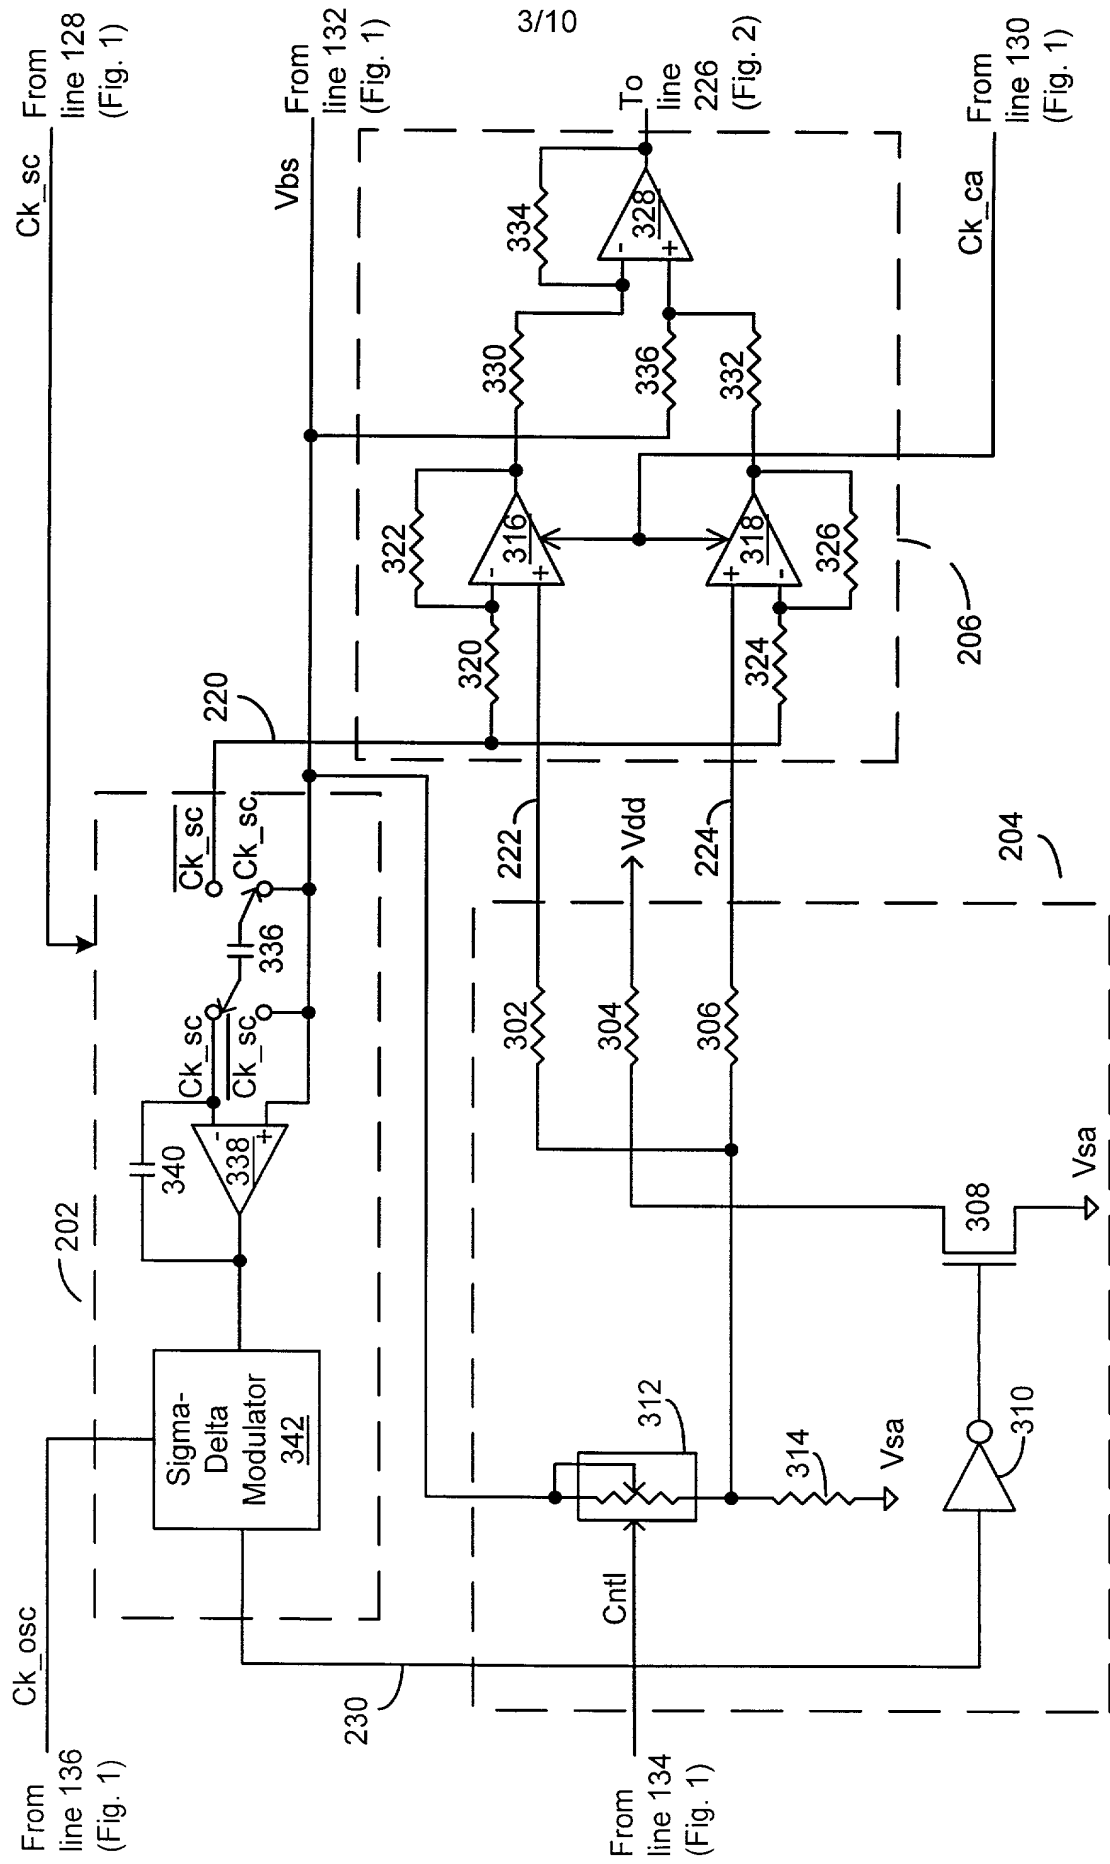 3/10
Ck_sc
From
line 128
(Fig. 1)
Vbs
From
line 132
(Fig. 1)
To
line
226
(Fig. 2)
Ck_ca
From
line 130
(Fig. 1)
334
328
-
+
330
336
332
322
316
-
+
320
318
+
-
326
324
206
220
222
224
202
Ck_sc
Ck_sc
336
Ck_sc
Ck_sc
340
338
-
+
Sigma-
Delta
Modulator
342
Ck_osc
From
line 136
(Fig. 1)
230
204
Vdd
302
304
306
308
Vsa
310
312
314
Vsa
Cntl
From
line 134
(Fig. 1)